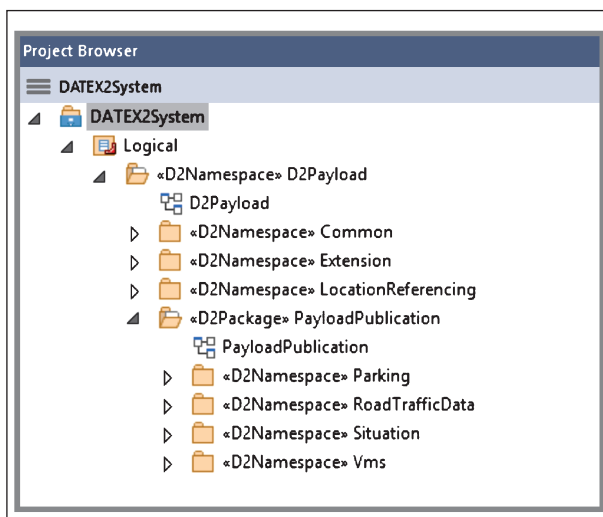 Project Browser
DATEX2System
DATEX2System
Logical
«D2Namespace» D2Payload
D2Payload
«D2Namespace» Common
«D2Namespace» Extension
«D2Namespace» LocationReferencing
«D2Package» PayloadPublication
PayloadPublication
«D2Namespace» Parking
«D2Namespace» RoadTrafficData
«D2Namespace» Situation
«D2Namespace» Vms